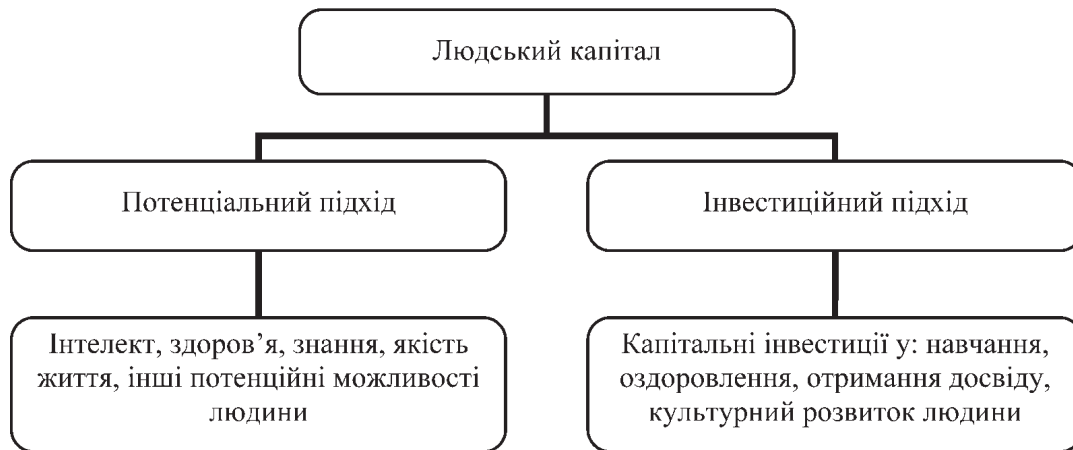 Людський капітал
Потенціальний підхід
Інвестиційний підхід
Інтелект, здоров’я, знання, якість
життя, інші потенційні можливості
людини
Капітальні інвестиції у: навчання,
оздоровлення, отримання досвіду,
культурний розвиток людини